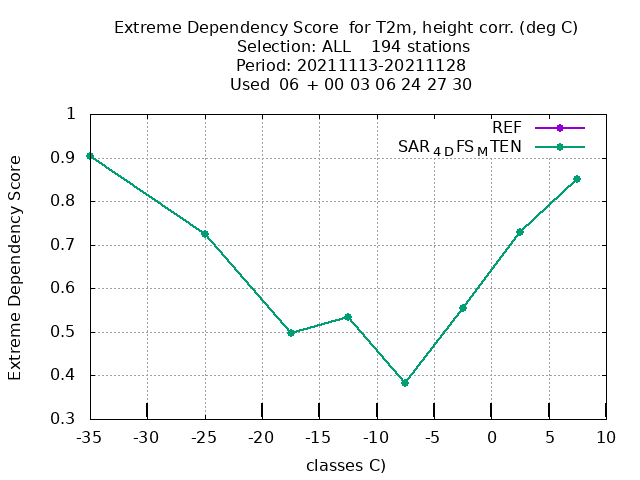 Extreme Dependency Score  for T2m, height corr. (deg C)
Selection: ALL    194 stations
Period: 20211113-20211128
Used  06 + 00 03 06 24 27 30
REF
SAR4DFSMTEN
Extreme Dependency Score
1
0.9
0.8
0.7
0.6
0.5
0.4
0.3
-35 -30 -25 -20 -15 -10 -5 0 5 10
classes C)